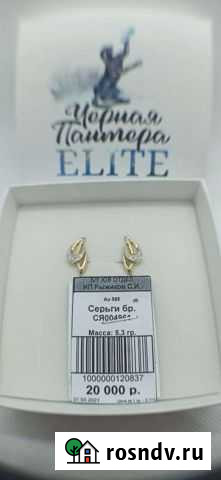 Черная
Пантера
ELITE
ИП Рыжиков С.И.
Au 585
Серьги бр.
Масса: 5,3 гр.
1000000120837
20 000 р.
rosndv.ru